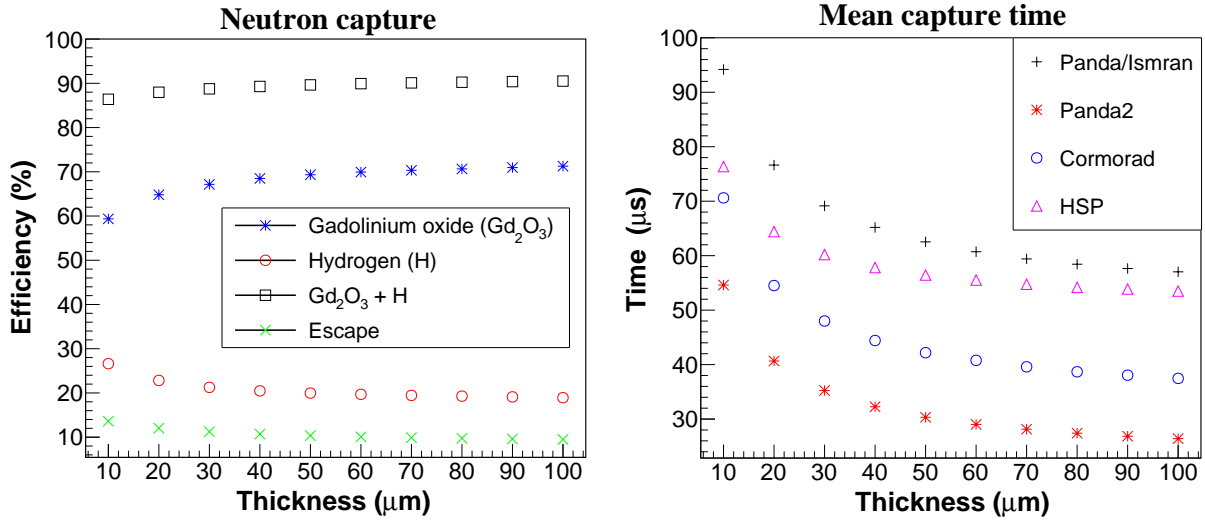 Neutron capture
Efficiency (%)
100
90
80
70
60
50
40
30
20
10
Gadolinium oxide (Gd₂O₃)
Hydrogen (H)
Gd₂O₃ + H
Escape
10 20 30 40 50 60 70 80 90 100
Thickness (μm)
Mean capture time
Time (μs)
100
90
80
70
60
50
40
30
Panda/Ismran
Panda2
Cormorad
HSP
10 20 30 40 50 60 70 80 90 100
Thickness (μm)